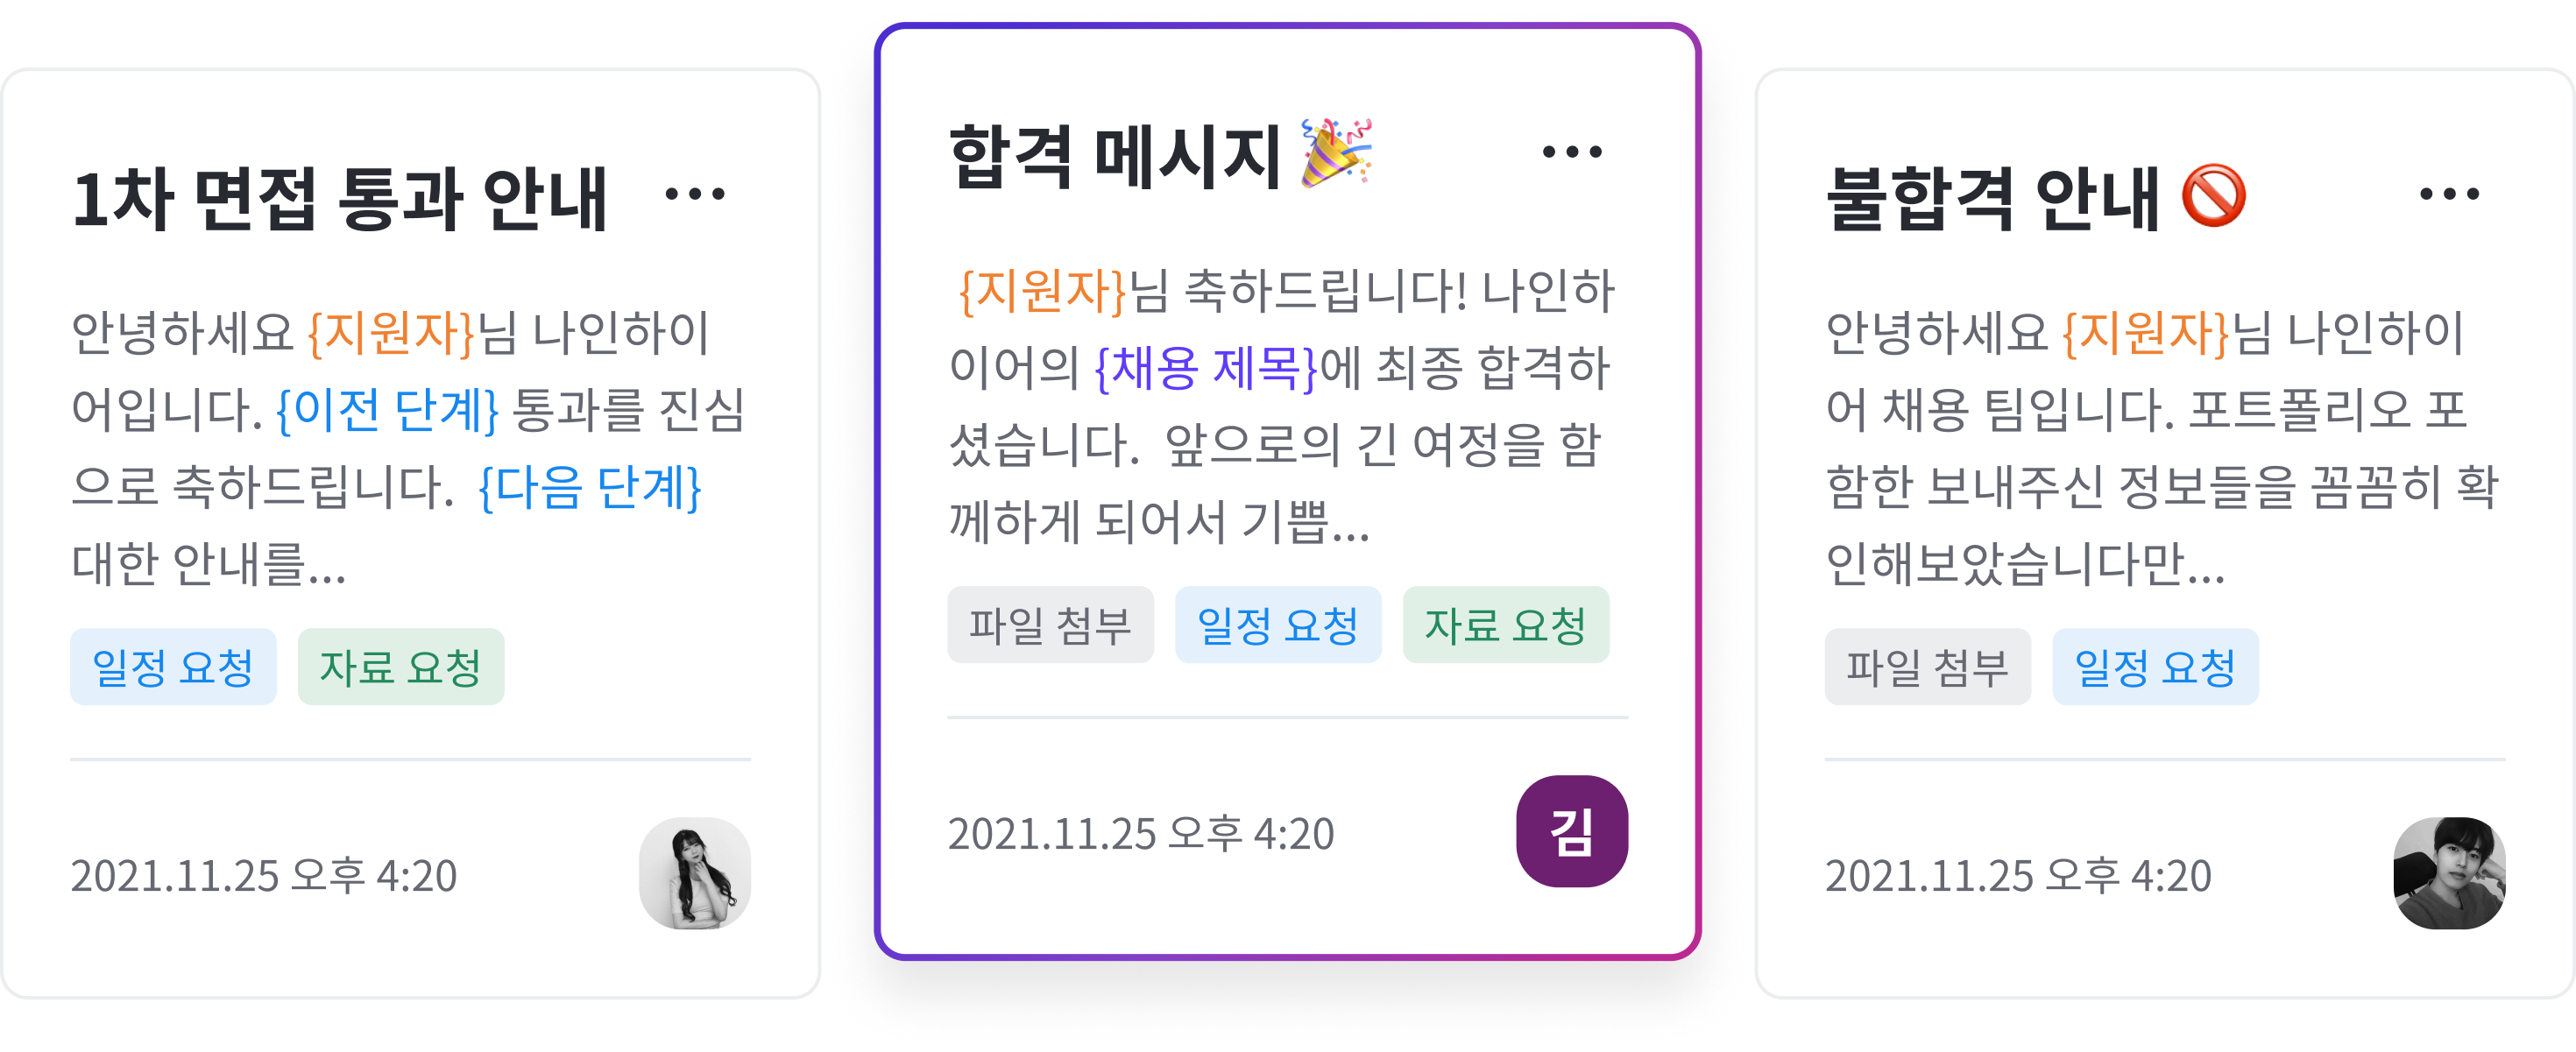 1차 면접 통과 안내 ···
안녕하세요 {지원자}님 나인하이
어입니다. {이전 단계} 통과를 진심
으로 축하드립니다. {다음 단계}
대한 안내를...
일정 요청 자료 요청
2021.11.25 오후 4:20
합격 메시지 🎉 ···
{지원자}님 축하드립니다! 나인하
이어의 {채용 제목}에 최종 합격하
셨습니다. 앞으로의 긴 여정을 함
께하게 되어서 기쁩...
파일 첨부 일정 요청 자료 요청
2021.11.25 오후 4:20 김
불합격 안내 🚫 ···
안녕하세요 {지원자}님 나인하이
어 채용 팀입니다. 포트폴리오 포
함한 보내주신 정보들을 꼼꼼히 확
인해보았습니다만...
파일 첨부 일정 요청
2021.11.25 오후 4:20